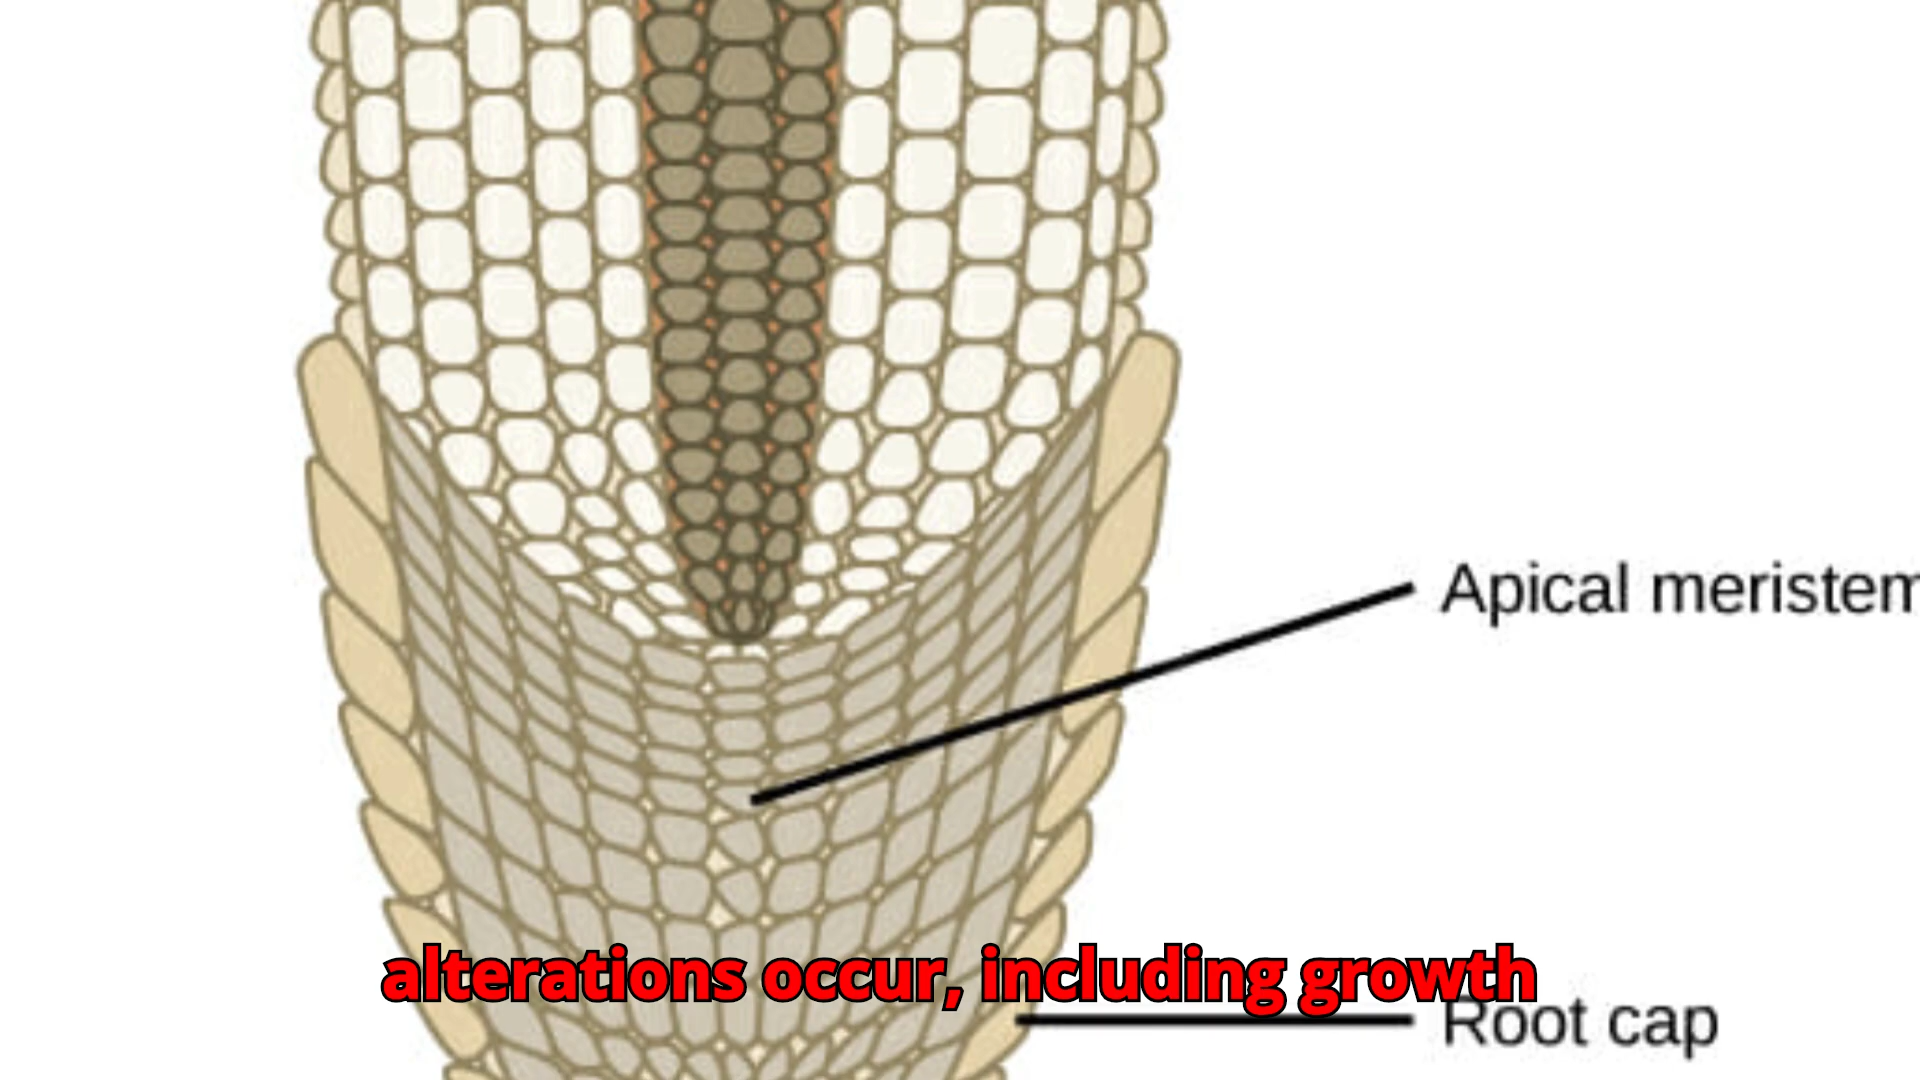 Apical meristem
alterations occur, including growth
Root cap